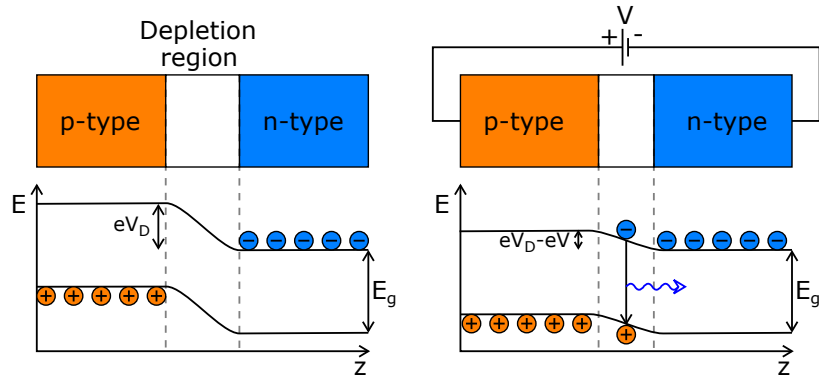 Depletion
region
p-type
n-type
E
eV_D
+ + + + +
− − − − −
E_g
z
V
+ -
p-type
n-type
E
eV_D-eV
−
− − − − −
+ + + + +
+
E_g
z